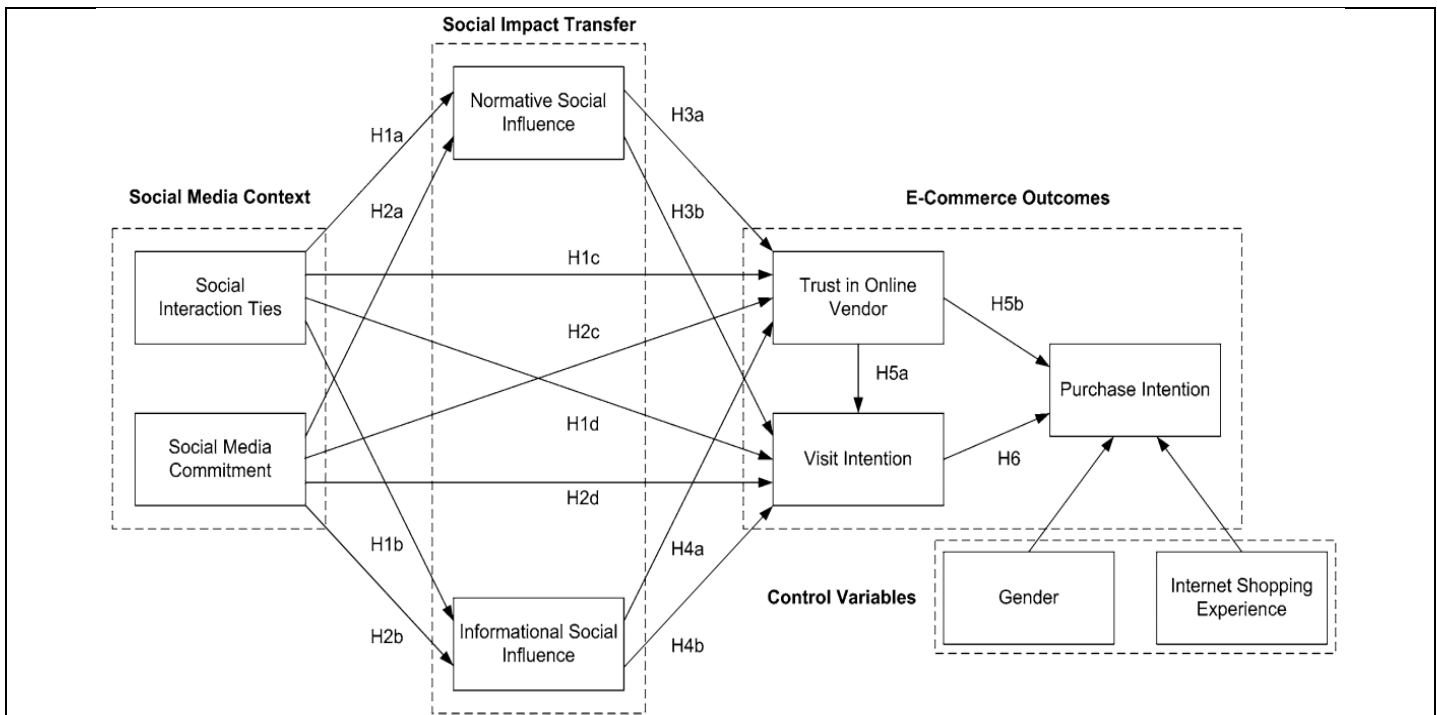 Social Impact Transfer
Normative Social
Influence
H1a
H3a
Social Media Context
H2a
H3b
E-Commerce Outcomes
Social
Interaction Ties
H1c
Trust in Online
Vendor
H5b
H2c
H5a
Purchase Intention
Social Media
Commitment
H1d
Visit Intention
H6
H2d
H1b
H4a
Control Variables
Gender
Internet Shopping
Experience
H2b
Informational Social
Influence
H4b